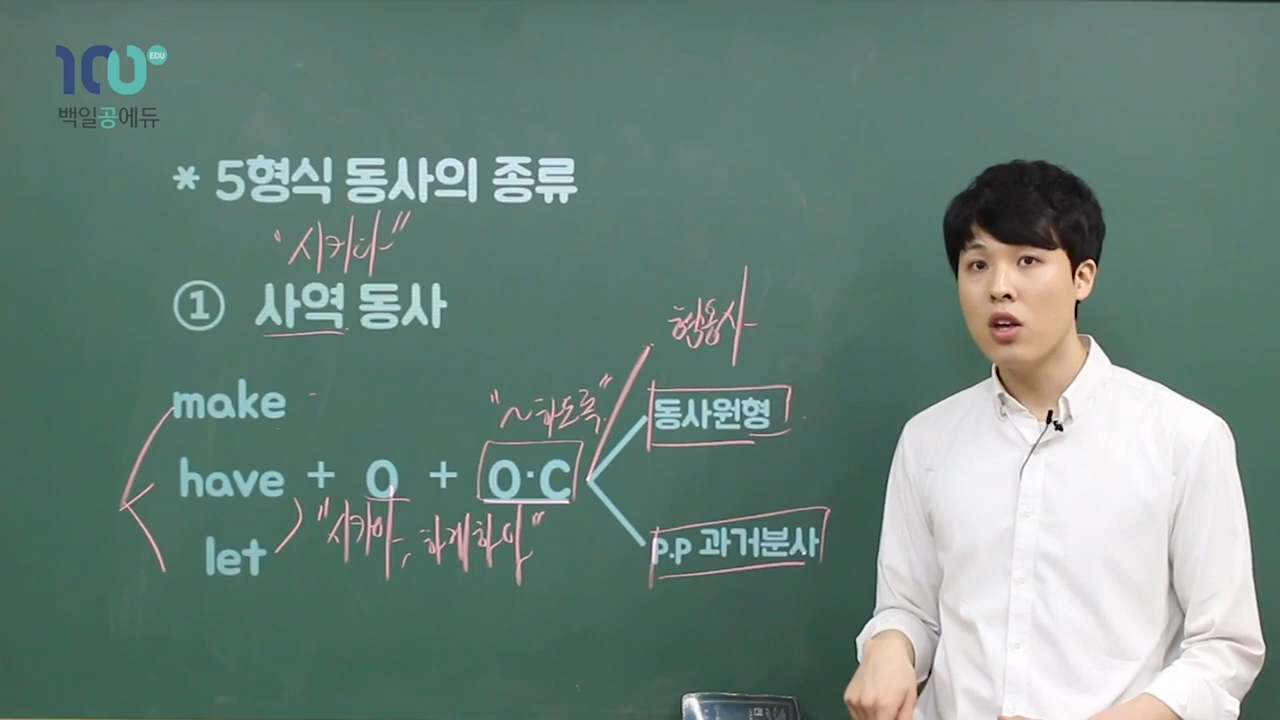 100 EDU
백일공에듀
* 5형식 동사의 종류
"시키다"
① 사역 동사
형용사
make
"~하도록"
동사원형
have + O + O·C
"시키다, 하게하다"
let
p.p 과거분사